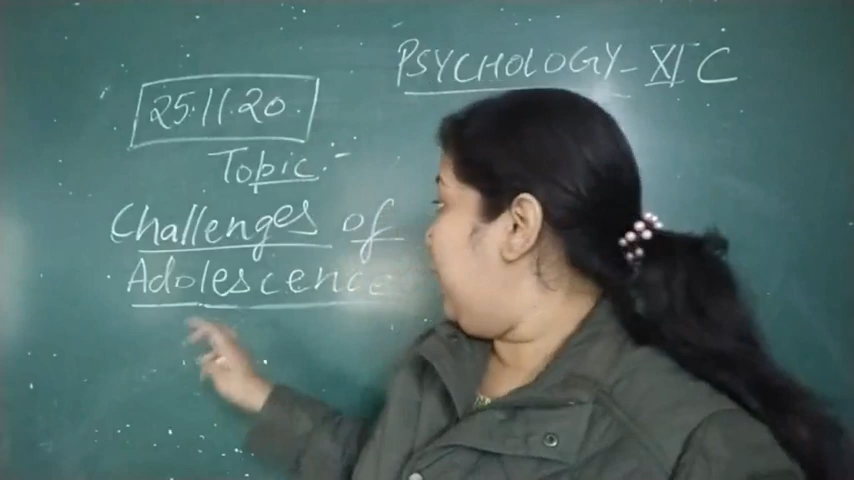 PSYCHOLOGY - XI C
25.11.20.
Topic:-
Challenges of
Adolescence